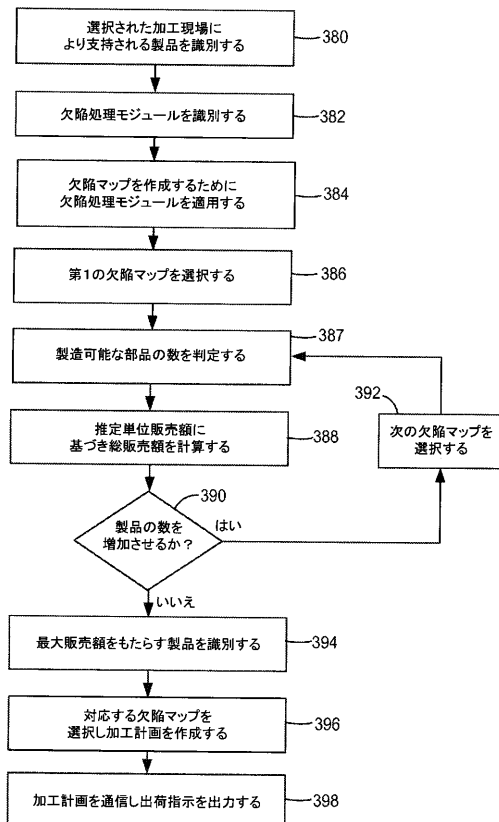 選択された加工現場に
より支持される製品を識別する
380
欠陥処理モジュールを識別する
382
欠陥マップを作成するために
欠陥処理モジュールを適用する
384
第1の欠陥マップを選択する
386
387
製造可能な部品の数を判定する
推定単位販売額に
基づき総販売額を計算する
388
392
次の欠陥マップを
選択する
390
製品の数を
増加させるか?
はい
いいえ
最大販売額をもたらす製品を識別する
394
対応する欠陥マップを
選択し加工計画を作成する
396
加工計画を通信し出荷指示を出力する
398